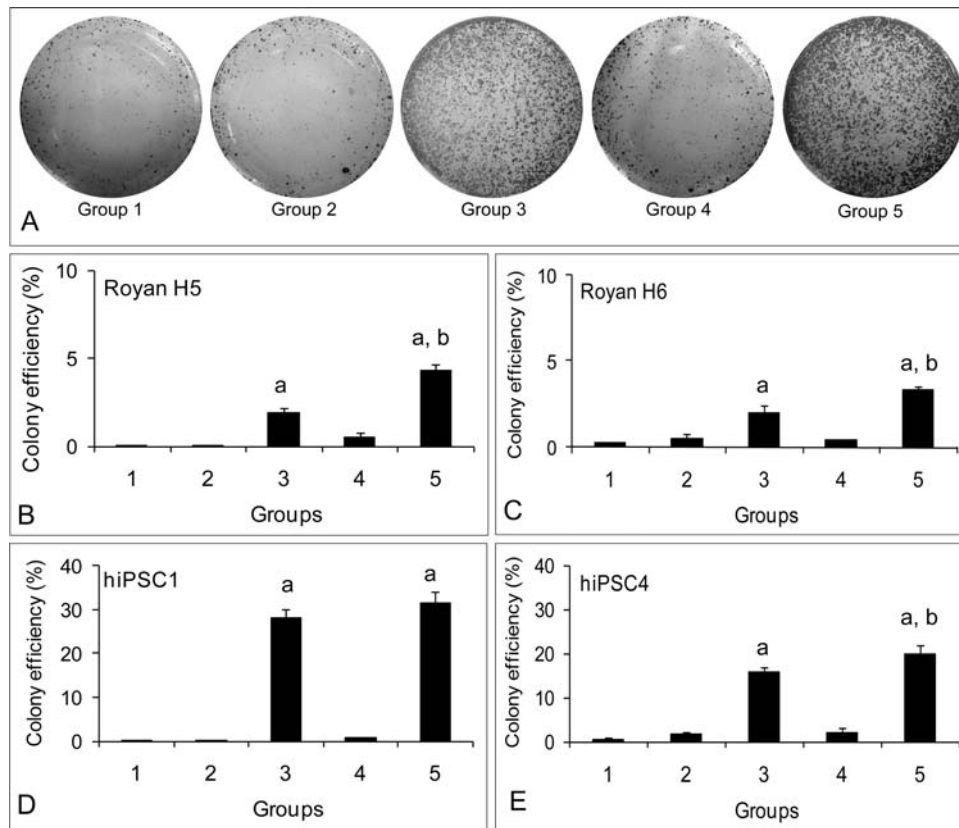 Group 1 Group 2 Group 3 Group 4 Group 5
A
Colony efficiency (%)
10
5
0
Royan H5
a
a, b
1 2 3 4 5
Groups
B
Colony efficiency (%)
10
5
0
Royan H6
a
a, b
1 2 3 4 5
Groups
C
Colony efficiency (%)
40
30
20
10
0
hiPSC1
a a
1 2 3 4 5
Groups
D
Colony efficiency (%)
40
30
20
10
0
hiPSC4
a
a, b
1 2 3 4 5
Groups
E